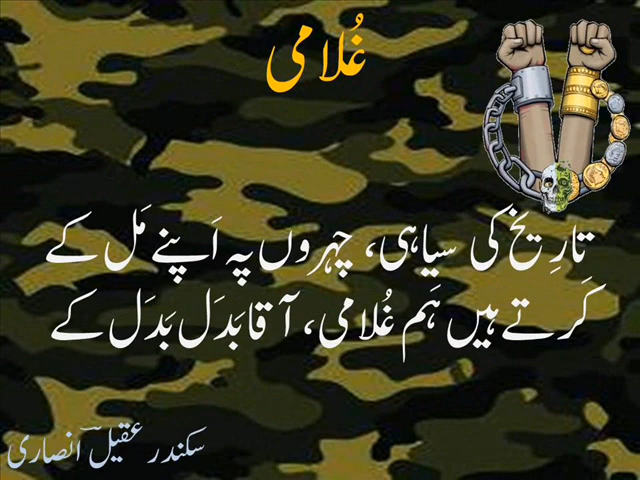 غُلامی
تارِیخ کی سیاہی، چہروں پہ اَپنے مَل کے
کَرتے ہیں ہَم غُلامی، آقا بَدَل بَدَل کے
سکندر عقیلؔ انصاری